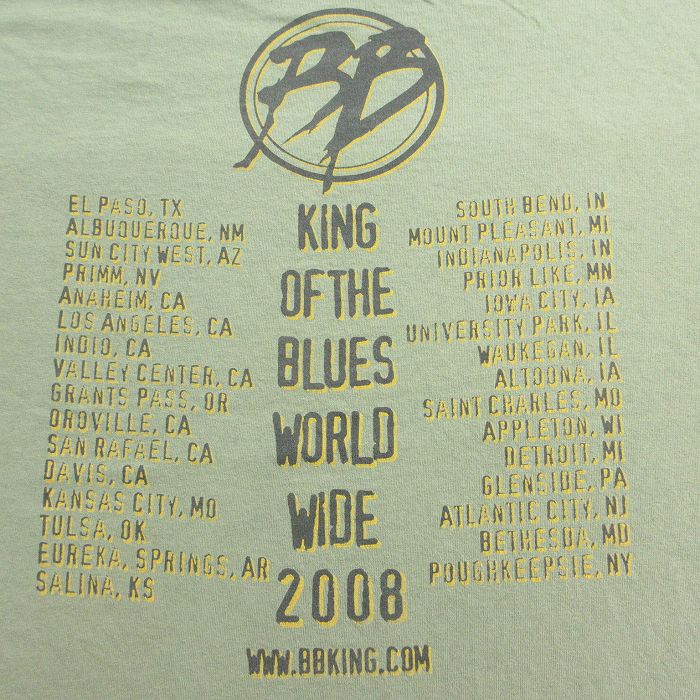 BB
EL PASO, TX
ALBUQUERQUE, NM
SUN CITY WEST, AZ
PRIMM, NV
ANAHEIM, CA
LOS ANGELES, CA
INDIO, CA
VALLEY CENTER, CA
GRANTS PASS, OR
OROVILLE, CA
SAN RAFAEL, CA
DAVIS, CA
KANSAS CITY, MO
TULSA, OK
EUREKA, SPRINGS, AR
SALINA, KS
KING
OF THE
BLUES
WORLD
WIDE
2008
SOUTH BEND, IN
MOUNT PLEASANT, MI
INDIANAPOLIS, IN
PRIOR LIKE, MN
IOWA CITY, IA
UNIVERSITY PARK, IL
WAUKEGAN, IL
ALTOONA, IA
SAINT CHARLES, MO
APPLETON, WI
DETROIT, MI
GLENSIDE, PA
ATLANTIC CITY, NJ
BETHESDA, MD
POUGHKEEPSIE, NY
WWW.BBKING.COM